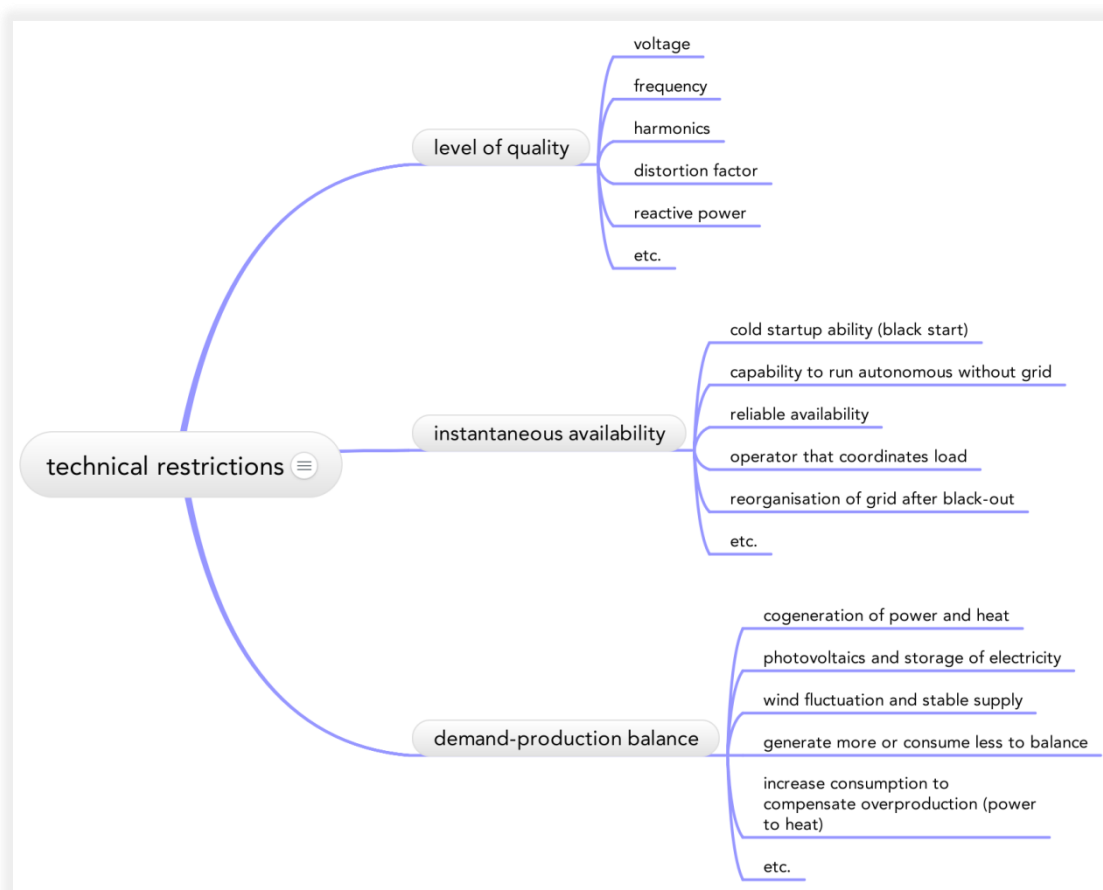 technical restrictions
level of quality
voltage
frequency
harmonics
distortion factor
reactive power
etc.
instantaneous availability
cold startup ability (black start)
capability to run autonomous without grid
reliable availability
operator that coordinates load
reorganisation of grid after black-out
etc.
demand-production balance
cogeneration of power and heat
photovoltaics and storage of electricity
wind fluctuation and stable supply
generate more or consume less to balance
increase consumption to
compensate overproduction (power
to heat)
etc.